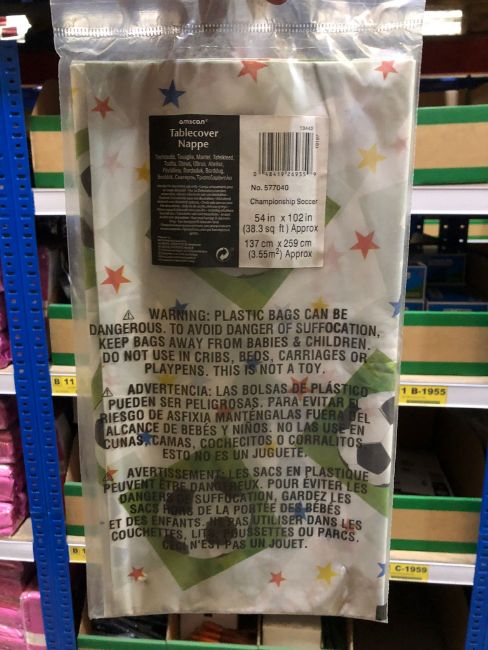 amscan
Tablecover
Nappe
No. 577040
Championship Soccer
54 in x 102 in
(38.3 sq ft) Approx
137 cm x 259 cm
(3.55m²) Approx
⚠ WARNING: PLASTIC BAGS CAN BE
DANGEROUS. TO AVOID DANGER OF SUFFOCATION,
KEEP BAGS AWAY FROM BABIES & CHILDREN.
DO NOT USE IN CRIBS, BEDS, CARRIAGES OR
PLAYPENS. THIS IS NOT A TOY.
⚠ ADVERTENCIA: LAS BOLSAS DE PLÁSTICO
PUEDEN SER PELIGROSAS. PARA EVITAR EL
RIESGO DE ASFIXIA MANTÉNGALAS FUERA DEL
ALCANCE DE BEBÉS Y NIÑOS. NO LAS USE EN
CUNAS, CAMAS, COCHECITOS O CORRALITOS.
ESTO NO ES UN JUGUETE.
⚠ AVERTISSEMENT: LES SACS EN PLASTIQUE
PEUVENT ÊTRE DANGEREUX. POUR ÉVITER LES
DANGERS DE SUFFOCATION, GARDEZ LES
SACS HORS DE LA PORTÉE DES BÉBÉS
ET DES ENFANTS. NE PAS UTILISER DANS LES
COUCHETTES, LITS, POUSSETTES OU PARCS.
CECI N'EST PAS UN JOUET.
B 11
1 B-1955
C-1959